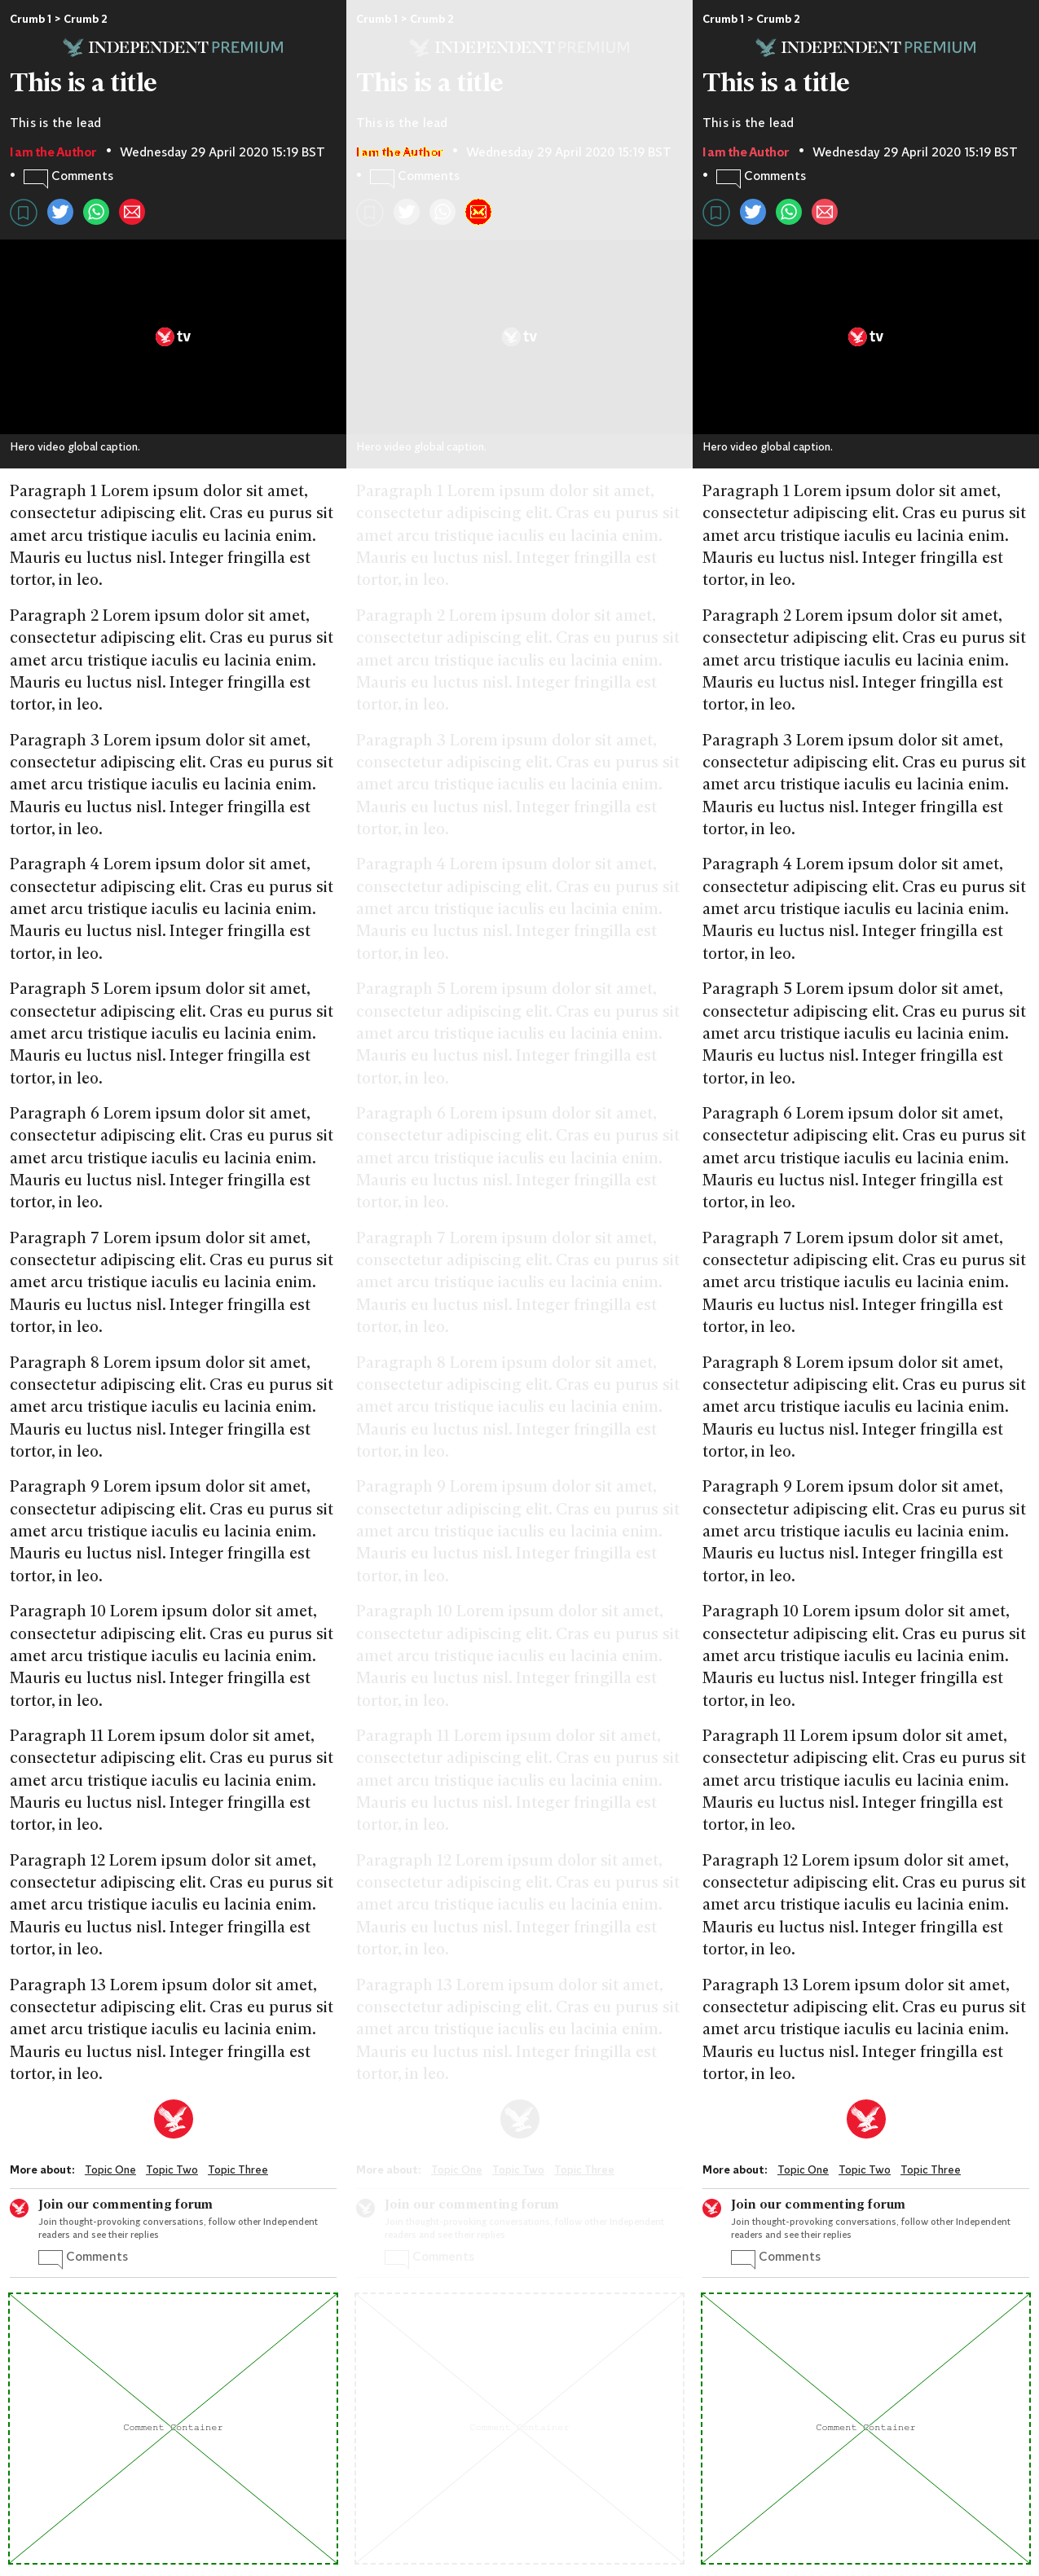 Crumb 1 > Crumb 2
INDEPENDENT PREMIUM
This is a title
This is the lead
I am the Author • Wednesday 29 April 2020 15:19 BST
• Comments
tv
Hero video global caption.
Paragraph 1 Lorem ipsum dolor sit amet,
consectetur adipiscing elit. Cras eu purus sit
amet arcu tristique iaculis eu lacinia enim.
Mauris eu luctus nisl. Integer fringilla est
tortor, in leo.
Paragraph 2 Lorem ipsum dolor sit amet,
consectetur adipiscing elit. Cras eu purus sit
amet arcu tristique iaculis eu lacinia enim.
Mauris eu luctus nisl. Integer fringilla est
tortor, in leo.
Paragraph 3 Lorem ipsum dolor sit amet,
consectetur adipiscing elit. Cras eu purus sit
amet arcu tristique iaculis eu lacinia enim.
Mauris eu luctus nisl. Integer fringilla est
tortor, in leo.
Paragraph 4 Lorem ipsum dolor sit amet,
consectetur adipiscing elit. Cras eu purus sit
amet arcu tristique iaculis eu lacinia enim.
Mauris eu luctus nisl. Integer fringilla est
tortor, in leo.
Paragraph 5 Lorem ipsum dolor sit amet,
consectetur adipiscing elit. Cras eu purus sit
amet arcu tristique iaculis eu lacinia enim.
Mauris eu luctus nisl. Integer fringilla est
tortor, in leo.
Paragraph 6 Lorem ipsum dolor sit amet,
consectetur adipiscing elit. Cras eu purus sit
amet arcu tristique iaculis eu lacinia enim.
Mauris eu luctus nisl. Integer fringilla est
tortor, in leo.
Paragraph 7 Lorem ipsum dolor sit amet,
consectetur adipiscing elit. Cras eu purus sit
amet arcu tristique iaculis eu lacinia enim.
Mauris eu luctus nisl. Integer fringilla est
tortor, in leo.
Paragraph 8 Lorem ipsum dolor sit amet,
consectetur adipiscing elit. Cras eu purus sit
amet arcu tristique iaculis eu lacinia enim.
Mauris eu luctus nisl. Integer fringilla est
tortor, in leo.
Paragraph 9 Lorem ipsum dolor sit amet,
consectetur adipiscing elit. Cras eu purus sit
amet arcu tristique iaculis eu lacinia enim.
Mauris eu luctus nisl. Integer fringilla est
tortor, in leo.
Paragraph 10 Lorem ipsum dolor sit amet,
consectetur adipiscing elit. Cras eu purus sit
amet arcu tristique iaculis eu lacinia enim.
Mauris eu luctus nisl. Integer fringilla est
tortor, in leo.
Paragraph 11 Lorem ipsum dolor sit amet,
consectetur adipiscing elit. Cras eu purus sit
amet arcu tristique iaculis eu lacinia enim.
Mauris eu luctus nisl. Integer fringilla est
tortor, in leo.
Paragraph 12 Lorem ipsum dolor sit amet,
consectetur adipiscing elit. Cras eu purus sit
amet arcu tristique iaculis eu lacinia enim.
Mauris eu luctus nisl. Integer fringilla est
tortor, in leo.
Paragraph 13 Lorem ipsum dolor sit amet,
consectetur adipiscing elit. Cras eu purus sit
amet arcu tristique iaculis eu lacinia enim.
Mauris eu luctus nisl. Integer fringilla est
tortor, in leo.
More about: Topic One Topic Two Topic Three
Join our commenting forum
Join thought-provoking conversations, follow other Independent
readers and see their replies
Comments
Comment Container
Crumb 1 > Crumb 2
INDEPENDENT PREMIUM
This is a title
This is the lead
I am the Author • Wednesday 29 April 2020 15:19 BST
• Comments
tv
Hero video global caption.
Paragraph 1 Lorem ipsum dolor sit amet,
consectetur adipiscing elit. Cras eu purus sit
amet arcu tristique iaculis eu lacinia enim.
Mauris eu luctus nisl. Integer fringilla est
tortor, in leo.
Paragraph 2 Lorem ipsum dolor sit amet,
consectetur adipiscing elit. Cras eu purus sit
amet arcu tristique iaculis eu lacinia enim.
Mauris eu luctus nisl. Integer fringilla est
tortor, in leo.
Paragraph 3 Lorem ipsum dolor sit amet,
consectetur adipiscing elit. Cras eu purus sit
amet arcu tristique iaculis eu lacinia enim.
Mauris eu luctus nisl. Integer fringilla est
tortor, in leo.
Paragraph 4 Lorem ipsum dolor sit amet,
consectetur adipiscing elit. Cras eu purus sit
amet arcu tristique iaculis eu lacinia enim.
Mauris eu luctus nisl. Integer fringilla est
tortor, in leo.
Paragraph 5 Lorem ipsum dolor sit amet,
consectetur adipiscing elit. Cras eu purus sit
amet arcu tristique iaculis eu lacinia enim.
Mauris eu luctus nisl. Integer fringilla est
tortor, in leo.
Paragraph 6 Lorem ipsum dolor sit amet,
consectetur adipiscing elit. Cras eu purus sit
amet arcu tristique iaculis eu lacinia enim.
Mauris eu luctus nisl. Integer fringilla est
tortor, in leo.
Paragraph 7 Lorem ipsum dolor sit amet,
consectetur adipiscing elit. Cras eu purus sit
amet arcu tristique iaculis eu lacinia enim.
Mauris eu luctus nisl. Integer fringilla est
tortor, in leo.
Paragraph 8 Lorem ipsum dolor sit amet,
consectetur adipiscing elit. Cras eu purus sit
amet arcu tristique iaculis eu lacinia enim.
Mauris eu luctus nisl. Integer fringilla est
tortor, in leo.
Paragraph 9 Lorem ipsum dolor sit amet,
consectetur adipiscing elit. Cras eu purus sit
amet arcu tristique iaculis eu lacinia enim.
Mauris eu luctus nisl. Integer fringilla est
tortor, in leo.
Paragraph 10 Lorem ipsum dolor sit amet,
consectetur adipiscing elit. Cras eu purus sit
amet arcu tristique iaculis eu lacinia enim.
Mauris eu luctus nisl. Integer fringilla est
tortor, in leo.
Paragraph 11 Lorem ipsum dolor sit amet,
consectetur adipiscing elit. Cras eu purus sit
amet arcu tristique iaculis eu lacinia enim.
Mauris eu luctus nisl. Integer fringilla est
tortor, in leo.
Paragraph 12 Lorem ipsum dolor sit amet,
consectetur adipiscing elit. Cras eu purus sit
amet arcu tristique iaculis eu lacinia enim.
Mauris eu luctus nisl. Integer fringilla est
tortor, in leo.
Paragraph 13 Lorem ipsum dolor sit amet,
consectetur adipiscing elit. Cras eu purus sit
amet arcu tristique iaculis eu lacinia enim.
Mauris eu luctus nisl. Integer fringilla est
tortor, in leo.
More about: Topic One Topic Two Topic Three
Join our commenting forum
Join thought-provoking conversations, follow other Independent
readers and see their replies
Comments
Comment Container
Crumb 1 > Crumb 2
INDEPENDENT PREMIUM
This is a title
This is the lead
I am the Author • Wednesday 29 April 2020 15:19 BST
• Comments
tv
Hero video global caption.
Paragraph 1 Lorem ipsum dolor sit amet,
consectetur adipiscing elit. Cras eu purus sit
amet arcu tristique iaculis eu lacinia enim.
Mauris eu luctus nisl. Integer fringilla est
tortor, in leo.
Paragraph 2 Lorem ipsum dolor sit amet,
consectetur adipiscing elit. Cras eu purus sit
amet arcu tristique iaculis eu lacinia enim.
Mauris eu luctus nisl. Integer fringilla est
tortor, in leo.
Paragraph 3 Lorem ipsum dolor sit amet,
consectetur adipiscing elit. Cras eu purus sit
amet arcu tristique iaculis eu lacinia enim.
Mauris eu luctus nisl. Integer fringilla est
tortor, in leo.
Paragraph 4 Lorem ipsum dolor sit amet,
consectetur adipiscing elit. Cras eu purus sit
amet arcu tristique iaculis eu lacinia enim.
Mauris eu luctus nisl. Integer fringilla est
tortor, in leo.
Paragraph 5 Lorem ipsum dolor sit amet,
consectetur adipiscing elit. Cras eu purus sit
amet arcu tristique iaculis eu lacinia enim.
Mauris eu luctus nisl. Integer fringilla est
tortor, in leo.
Paragraph 6 Lorem ipsum dolor sit amet,
consectetur adipiscing elit. Cras eu purus sit
amet arcu tristique iaculis eu lacinia enim.
Mauris eu luctus nisl. Integer fringilla est
tortor, in leo.
Paragraph 7 Lorem ipsum dolor sit amet,
consectetur adipiscing elit. Cras eu purus sit
amet arcu tristique iaculis eu lacinia enim.
Mauris eu luctus nisl. Integer fringilla est
tortor, in leo.
Paragraph 8 Lorem ipsum dolor sit amet,
consectetur adipiscing elit. Cras eu purus sit
amet arcu tristique iaculis eu lacinia enim.
Mauris eu luctus nisl. Integer fringilla est
tortor, in leo.
Paragraph 9 Lorem ipsum dolor sit amet,
consectetur adipiscing elit. Cras eu purus sit
amet arcu tristique iaculis eu lacinia enim.
Mauris eu luctus nisl. Integer fringilla est
tortor, in leo.
Paragraph 10 Lorem ipsum dolor sit amet,
consectetur adipiscing elit. Cras eu purus sit
amet arcu tristique iaculis eu lacinia enim.
Mauris eu luctus nisl. Integer fringilla est
tortor, in leo.
Paragraph 11 Lorem ipsum dolor sit amet,
consectetur adipiscing elit. Cras eu purus sit
amet arcu tristique iaculis eu lacinia enim.
Mauris eu luctus nisl. Integer fringilla est
tortor, in leo.
Paragraph 12 Lorem ipsum dolor sit amet,
consectetur adipiscing elit. Cras eu purus sit
amet arcu tristique iaculis eu lacinia enim.
Mauris eu luctus nisl. Integer fringilla est
tortor, in leo.
Paragraph 13 Lorem ipsum dolor sit amet,
consectetur adipiscing elit. Cras eu purus sit
amet arcu tristique iaculis eu lacinia enim.
Mauris eu luctus nisl. Integer fringilla est
tortor, in leo.
More about: Topic One Topic Two Topic Three
Join our commenting forum
Join thought-provoking conversations, follow other Independent
readers and see their replies
Comments
Comment Container